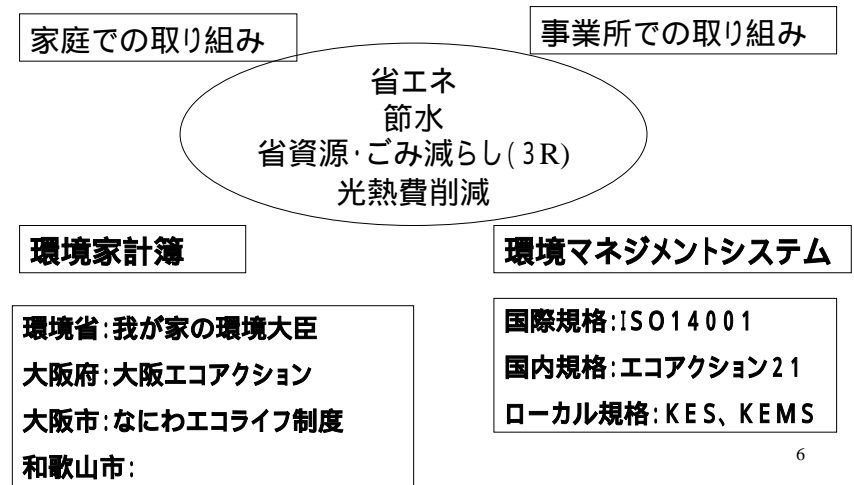 家庭での取り組み
事業所での取り組み
省エネ
節水
省資源・ごみ減らし(3R)
光熱費削減
環境家計簿
環境マネジメントシステム
環境省:我が家の環境大臣
大阪府:大阪エコアクション
大阪市:なにわエコライフ制度
和歌山市:
国際規格:ISO14001
国内規格:エコアクション21
ローカル規格:KES、KEMS
6